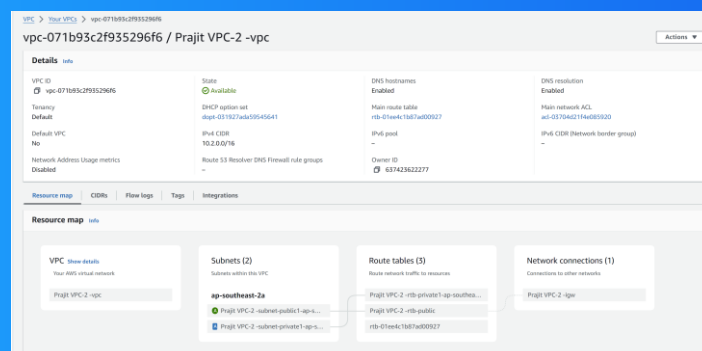 VPC > Your VPCs > vpc-071b93c2f935296f6
vpc-071b93c2f935296f6 / Prajit VPC-2 -vpc
Actions ▼
Details Info
VPC ID
vpc-071b93c2f935296f6
State
Available
DNS hostnames
Enabled
DNS resolution
Enabled
Tenancy
Default
DHCP option set
dopt-031927ada59545641
Main route table
rtb-01ee4c1b87ad00927
Main network ACL
acl-03704d21f4e085920
Default VPC
No
IPv4 CIDR
10.2.0.0/16
IPv6 pool
–
IPv6 CIDR (Network border group)
–
Network Address Usage metrics
Disabled
Route 53 Resolver DNS Firewall rule groups
–
Owner ID
637423622277
Resource map
CIDRs
Flow logs
Tags
Integrations
Resource map Info
VPC Show details
Your AWS virtual network
Prajit VPC-2 -vpc
Subnets (2)
Subnets within this VPC
ap-southeast-2a
A Prajit VPC-2 -subnet-public1-ap-s...
Prajit VPC-2 -subnet-private1-ap-s...
Route tables (3)
Route network traffic to resources
Prajit VPC-2 -rtb-private1-ap-southea...
Prajit VPC-2 -rtb-public
rtb-01ee4c1b87ad00927
Network connections (1)
Connections to other networks
Prajit VPC-2 -igw